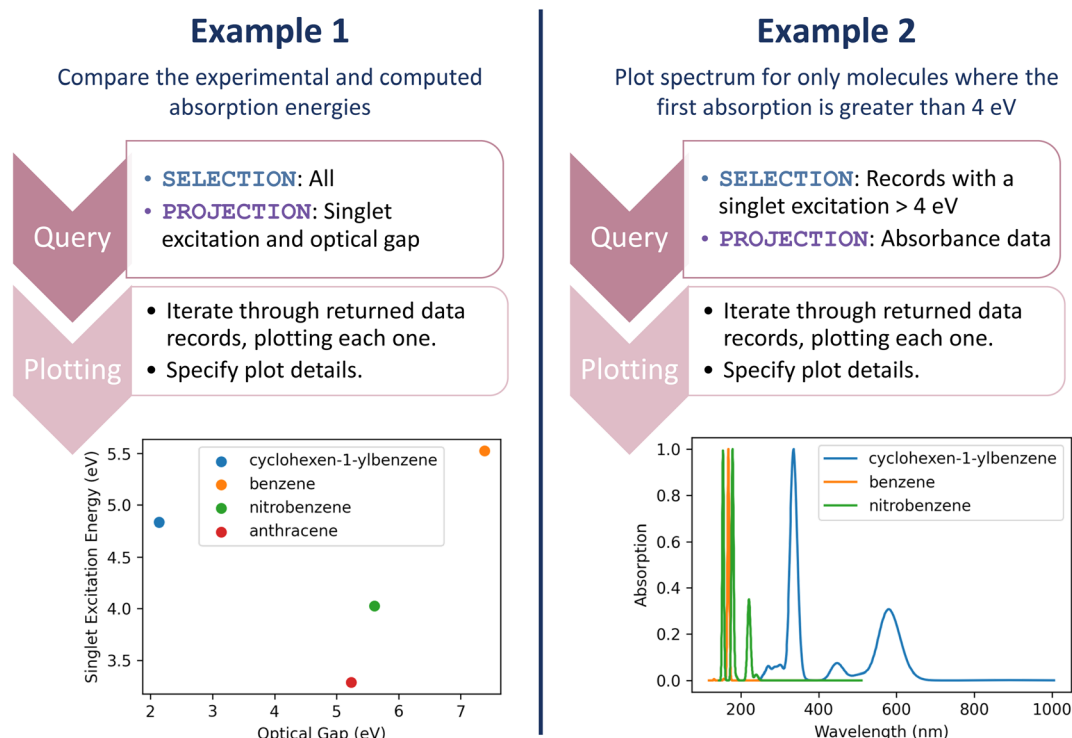 Example 1
Compare the experimental and computed
absorption energies
Query
• SELECTION: All
• PROJECTION: Singlet
excitation and optical gap
Plotting
• Iterate through returned data
records, plotting each one.
• Specify plot details.
Singlet Excitation Energy (eV)
5.5
5.0
4.5
4.0
3.5
cyclohexen-1-ylbenzene
benzene
nitrobenzene
anthracene
2 3 4 5 6 7
Optical Gap (eV)
Example 2
Plot spectrum for only molecules where the
first absorption is greater than 4 eV
Query
• SELECTION: Records with a
singlet excitation > 4 eV
• PROJECTION: Absorbance data
Plotting
• Iterate through returned data
records, plotting each one.
• Specify plot details.
Absorption
1.0
0.8
0.6
0.4
0.2
0.0
cyclohexen-1-ylbenzene
benzene
nitrobenzene
200 400 600 800 1000
Wavelength (nm)